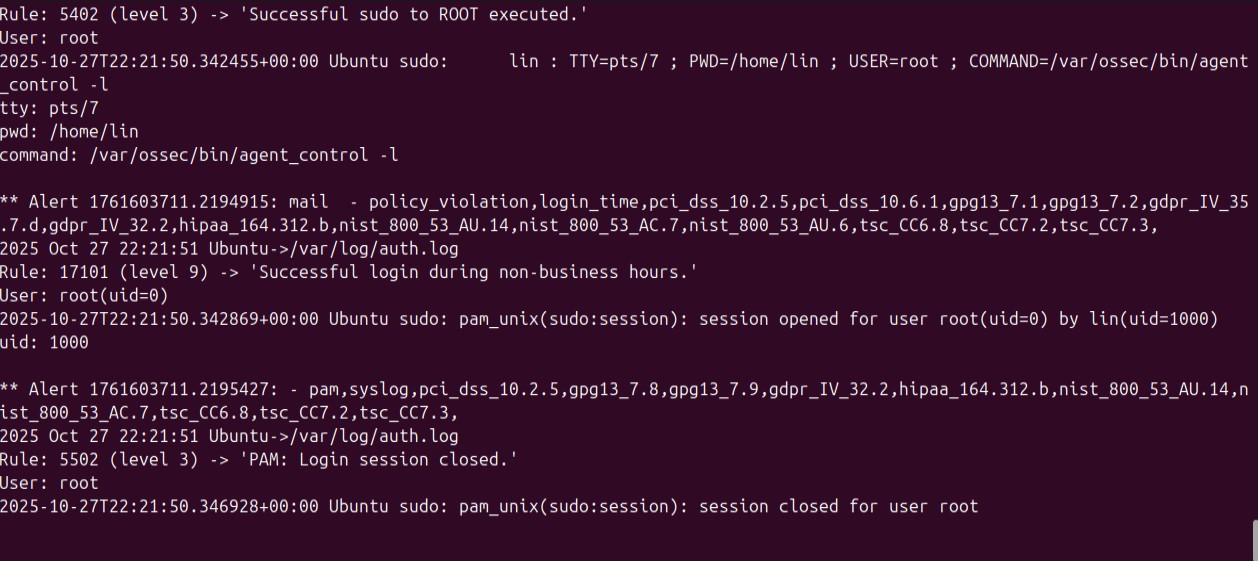 Rule: 5402 (level 3) -> 'Successful sudo to ROOT executed.'
User: root
2025-10-27T22:21:50.342455+00:00 Ubuntu sudo:      lin : TTY=pts/7 ; PWD=/home/lin ; USER=root ; COMMAND=/var/ossec/bin/agent
_control -l
tty: pts/7
pwd: /home/lin
command: /var/ossec/bin/agent_control -l

** Alert 1761603711.2194915: mail  - policy_violation,login_time,pci_dss_10.2.5,pci_dss_10.6.1,gpg13_7.1,gpg13_7.2,gdpr_IV_35
.7.d,gdpr_IV_32.2,hipaa_164.312.b,nist_800_53_AU.14,nist_800_53_AC.7,nist_800_53_AU.6,tsc_CC6.8,tsc_CC7.2,tsc_CC7.3,
2025 Oct 27 22:21:51 Ubuntu->/var/log/auth.log
Rule: 17101 (level 9) -> 'Successful login during non-business hours.'
User: root(uid=0)
2025-10-27T22:21:50.342869+00:00 Ubuntu sudo: pam_unix(sudo:session): session opened for user root(uid=0) by lin(uid=1000)
uid: 1000

** Alert 1761603711.2195427: - pam,syslog,pci_dss_10.2.5,gpg13_7.8,gpg13_7.9,gdpr_IV_32.2,hipaa_164.312.b,nist_800_53_AU.14,n
ist_800_53_AC.7,tsc_CC6.8,tsc_CC7.2,tsc_CC7.3,
2025 Oct 27 22:21:51 Ubuntu->/var/log/auth.log
Rule: 5502 (level 3) -> 'PAM: Login session closed.'
User: root
2025-10-27T22:21:50.346928+00:00 Ubuntu sudo: pam_unix(sudo:session): session closed for user root